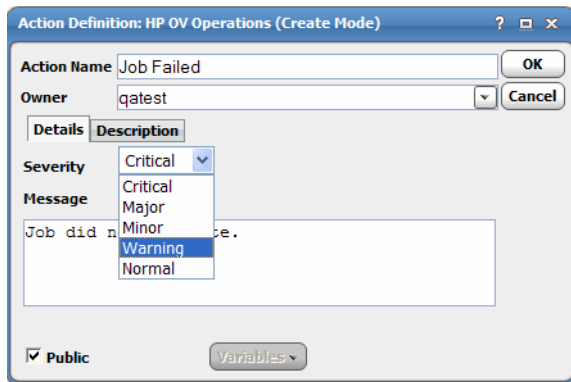 Action Definition: HP OV Operations (Create Mode) ?
Action Name Job Failed OK
Owner qatest Cancel
Details Description
Severity Critical
Critical
Message Major
Job did n Minor te.
Warning
Normal
Public Variables